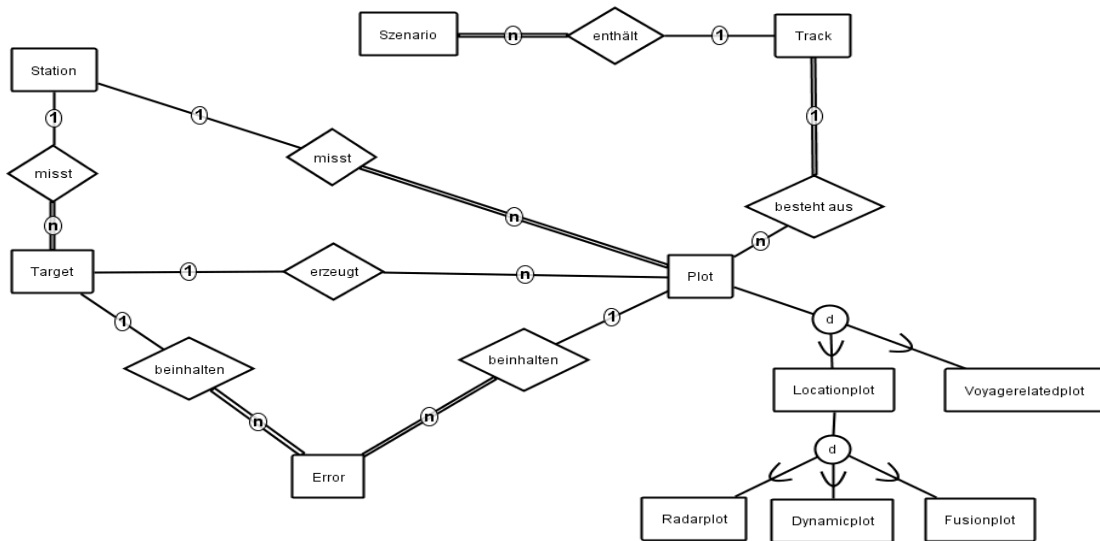 Szenario
n
enthält
1
Track
Station
1
1
1
misst
misst
besteht aus
n
n
n
Target
1
erzeugt
n
Plot
1
1
d
beinhalten
beinhalten
Locationplot
Voyagerelatedplot
n
n
d
Error
Radarplot
Dynamicplot
Fusionplot